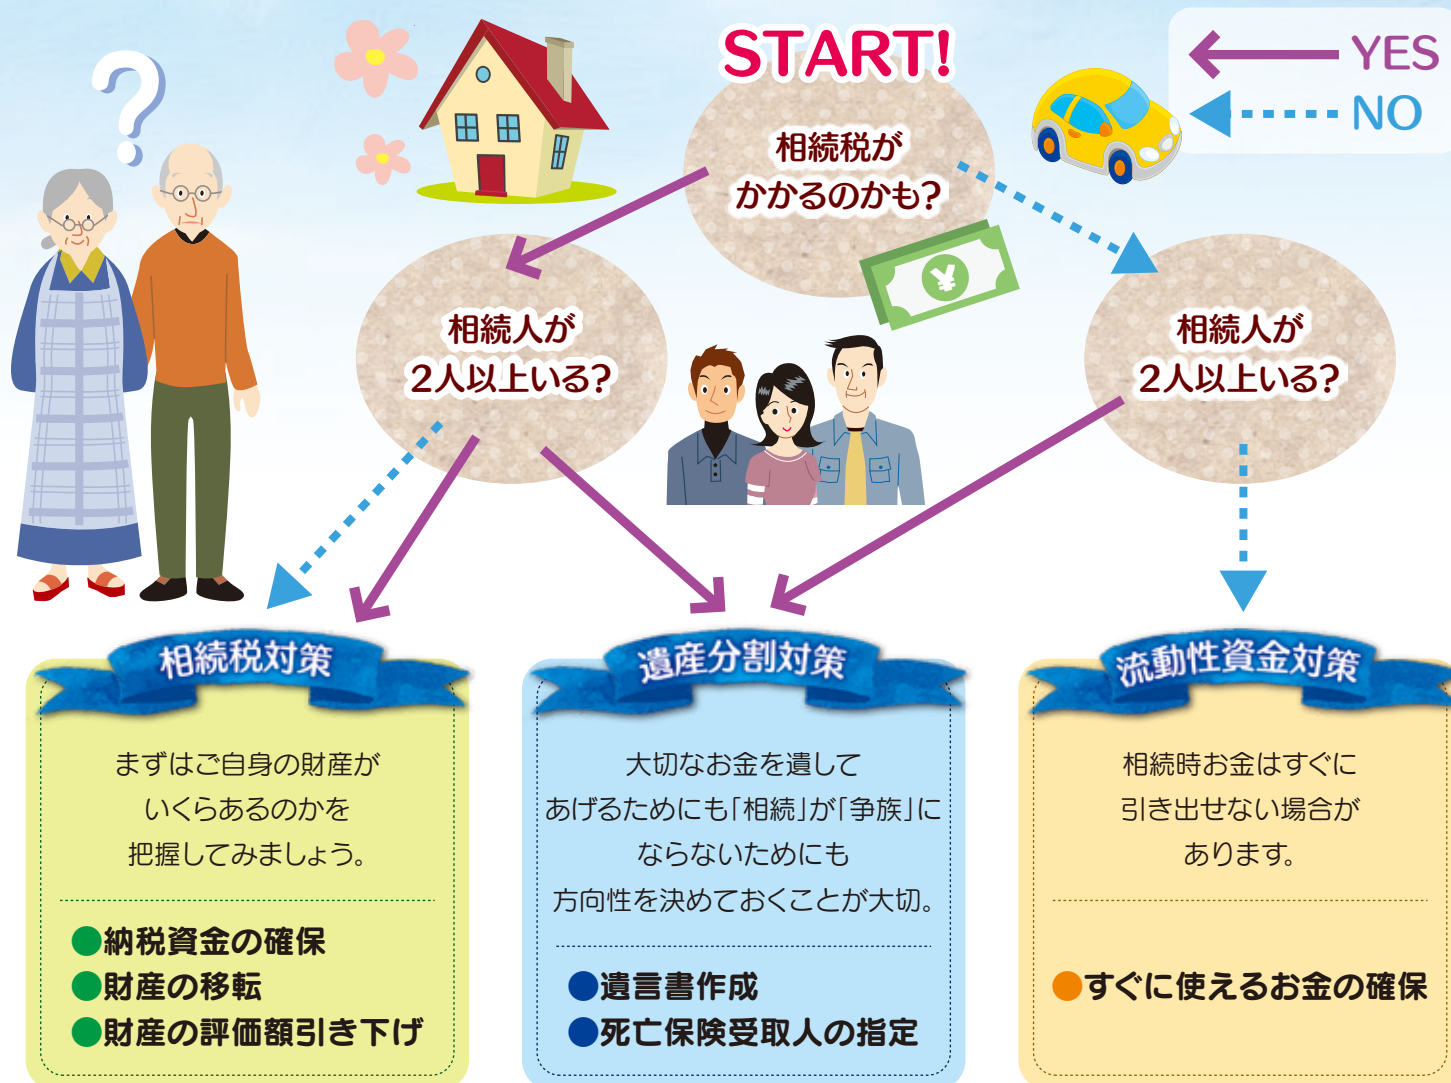 START!
YES
NO
相続税が
かかるのかも?
相続人が
2人以上いる?
相続人が
2人以上いる?
?
¥
相続税対策
まずはご自身の財産が
いくらあるのかを
把握してみましょう。
●納税資金の確保
●財産の移転
●財産の評価額引き下げ
遺産分割対策
大切なお金を遺して
あげるためにも「相続」が「争族」に
ならないためにも
方向性を決めておくことが大切。
●遺言書作成
●死亡保険受取人の指定
流動性資金対策
相続時お金はすぐに
引き出せない場合が
あります。
●すぐに使えるお金の確保